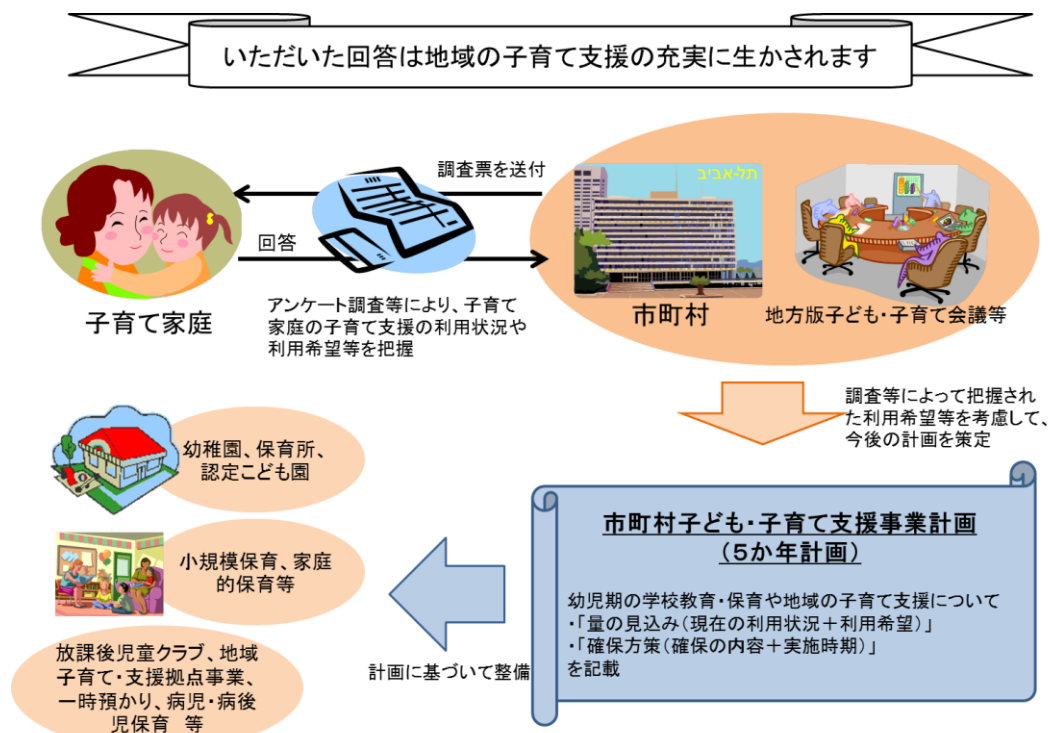 いただいた回答は地域の子育て支援の充実に生かされます
調査票を送付
回答
תל-אביב
子育て家庭
アンケート調査等により、子育て
家庭の子育て支援の利用状況や
利用希望等を把握
市町村
地方版子ども・子育て会議等
調査等によって把握され
た利用希望等を考慮して、
今後の計画を策定
幼稚園、保育所、
認定こども園
小規模保育、家庭
的保育等
放課後児童クラブ、地域
子育て・支援拠点事業、
一時預かり、病児・病後
児保育　等
計画に基づいて整備
市町村子ども・子育て支援事業計画
（５か年計画）
幼児期の学校教育・保育や地域の子育て支援について
・「量の見込み（現在の利用状況＋利用希望）」
・「確保方策（確保の内容＋実施時期）」
を記載